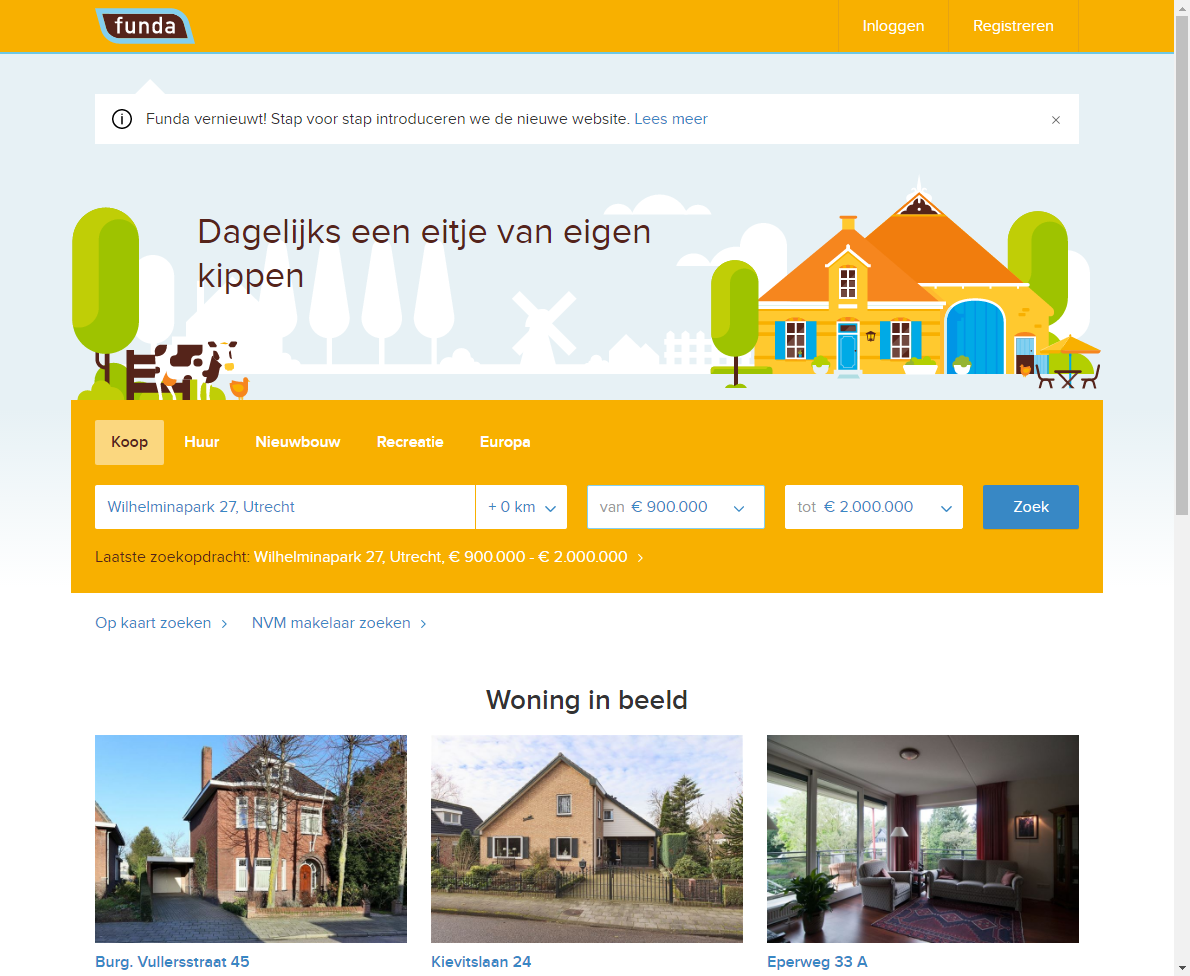 funda
Inloggen
Registreren
Funda vernieuwt! Stap voor stap introduceren we de nieuwe website. Lees meer
Dagelijks een eitje van eigen
kippen
Koop
Huur
Nieuwbouw
Recreatie
Europa
Wilhelminapark 27, Utrecht
+ 0 km
van € 900.000
tot € 2.000.000
Zoek
Laatste zoekopdracht: Wilhelminapark 27, Utrecht, € 900.000 - € 2.000.000
Op kaart zoeken
NVM makelaar zoeken
Woning in beeld
Burg. Vullersstraat 45
Kievitslaan 24
Eperweg 33 A